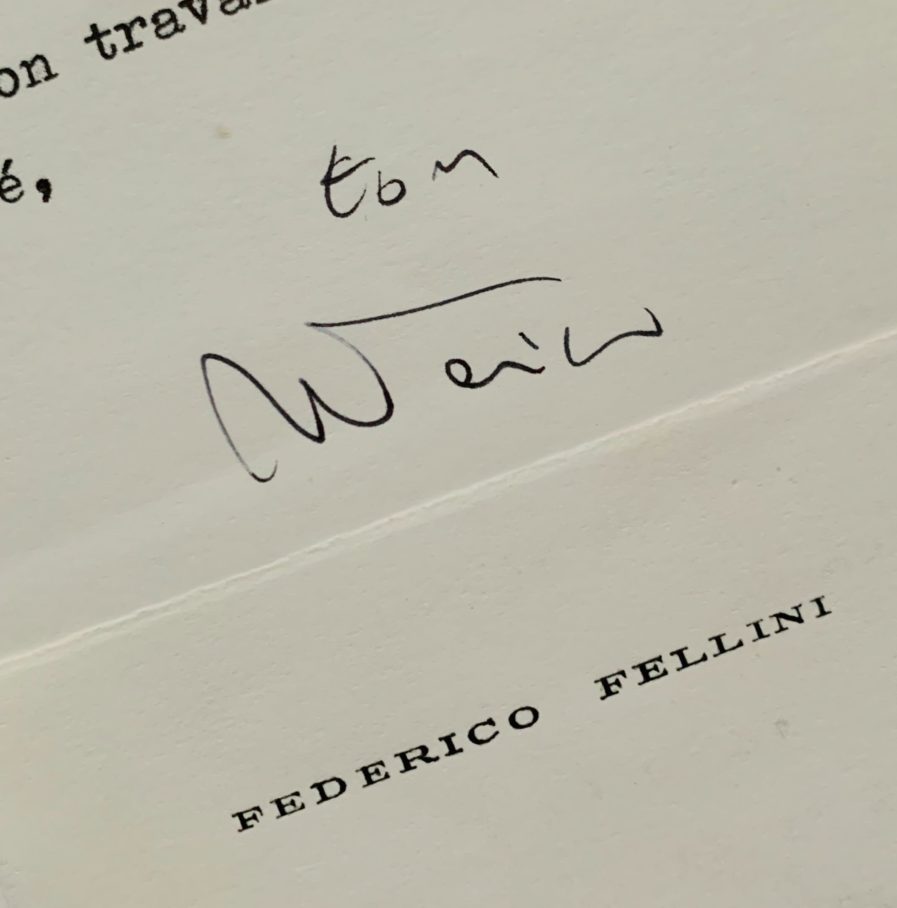 on trava
é, ton
FEDERICO FELLINI